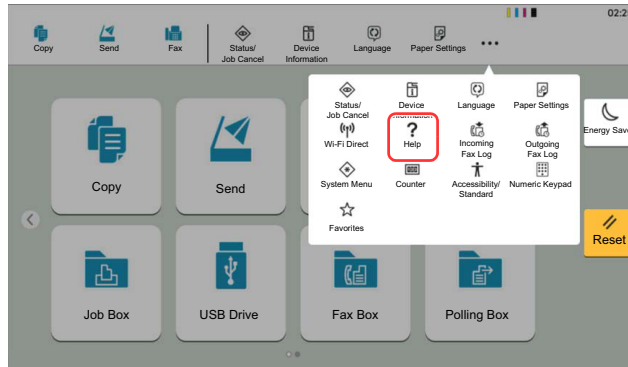 02:2
Copy
Send
Fax
Status/
Job Cancel
Device
Information
Language
Paper Settings
Status/
Job Cancel
Device
Information
Language
Paper Settings
Wi-Fi Direct
Help
Incoming
Fax Log
Outgoing
Fax Log
System Menu
Counter
Accessibility/
Standard
Numeric Keypad
Favorites
Energy Save
Reset
Copy
Send
Job Box
USB Drive
Fax Box
Polling Box